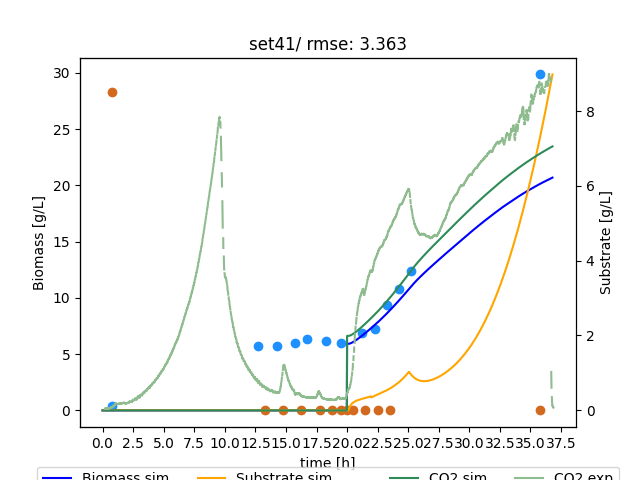 set41/ rmse: 3.363
Biomass [g/L]
30
25
20
15
10
5
0
Substrate [g/L]
8
6
4
2
0
0.0 2.5 5.0 7.5 10.0 12.5 15.0 17.5 20.0 22.5 25.0 27.5 30.0 32.5 35.0 37.5
time [h]
Biomass sim Substrate sim CO2 sim CO2 exp